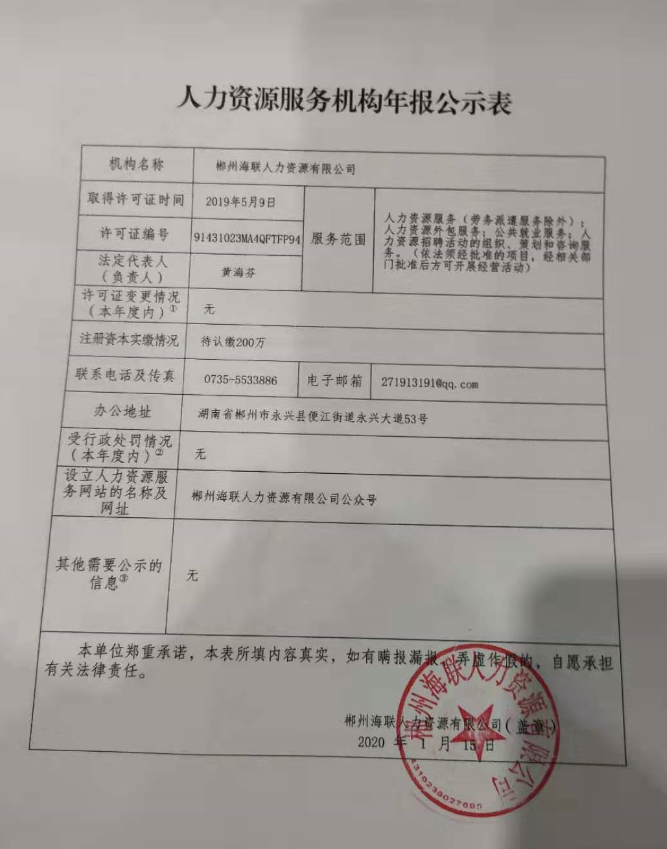 人力资源服务机构年报公示表
机构名称
郴州海联人力资源有限公司
取得许可证时间
2019年5月9日
许可证编号
91431023MA4QFTFP94
服务范围
人力资源服务（劳务派遣服务除外）；
人力资源外包服务；公共就业服务；人
力资源招聘活动的组织、策划和咨询服
务。（依法须经批准的项目，经相关部
门批准后方可开展经营活动）
法定代表人
（负责人）
黄海芬
许可证变更情况
（本年度内）①
无
注册资本实缴情况
待认缴200万
联系电话及传真
0735-5533886
电子邮箱
271913191@qq.com
办公地址
湖南省郴州市永兴县便江街道永兴大道53号
受行政处罚情况
（本年度内）②
无
设立人力资源服
务网站的名称及
网址
郴州海联人力资源有限公司公众号
其他需要公示的
信息③
无
本单位郑重承诺，本表所填内容真实，如有瞒报漏报、弄虚作假的，自愿承担
有关法律责任。
郴州海联人力资源有限公司(盖章)
2020 年 1 月 15 日
郴州海联人力资源有限公司
4310230027605